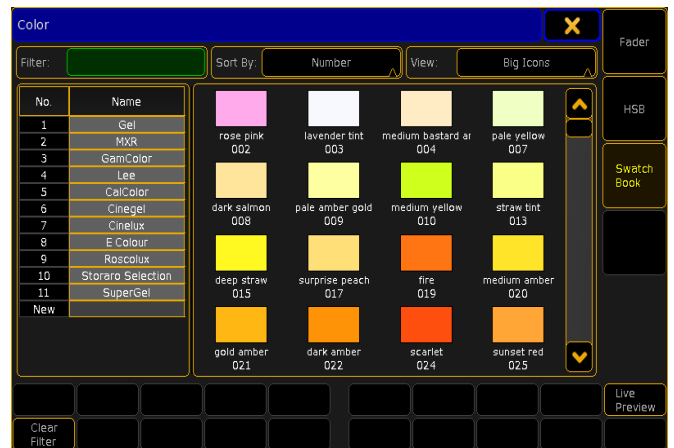 Color
Fader
Filter:
Sort By:
Number
View:
Big Icons
HSB
No. Name
1 Gel
2 MXR
3 GamColor
4 Lee
5 CalColor
6 Cinegel
7 Cinelux
8 E Colour
9 Roscolux
10 Storaro Selection
11 SuperGel
New
rose pink lavender tint medium bastard ar pale yellow
002 003 004 007
Swatch
Book
dark salmon pale amber gold medium yellow straw tint
008 009 010 013
deep straw surprise peach fire medium amber
015 017 019 020
gold amber dark amber scarlet sunset red
021 022 024 025
Live
Preview
Clear
Filter